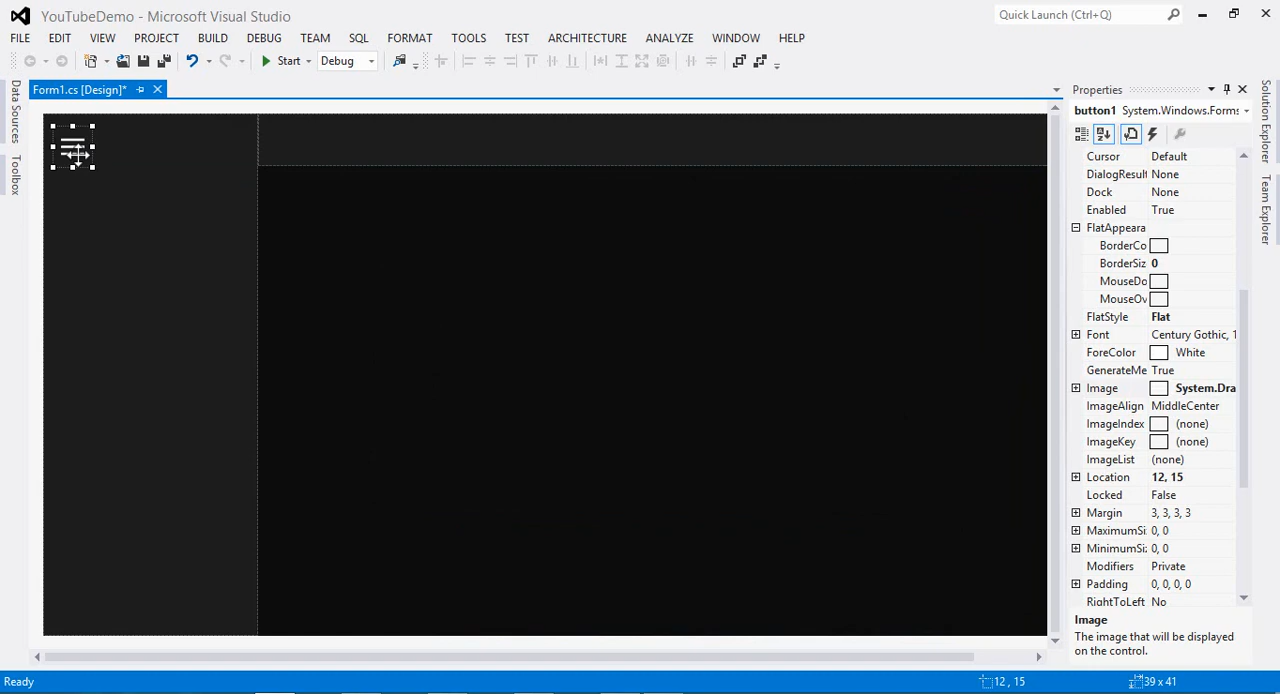 YouTubeDemo - Microsoft Visual Studio
Quick Launch (Ctrl+Q)
FILE EDIT VIEW PROJECT BUILD DEBUG TEAM SQL FORMAT TOOLS TEST ARCHITECTURE ANALYZE WINDOW HELP
Start Debug
Data Sources
Toolbox
Form1.cs [Design]*
Properties
button1 System.Windows.Forms
Cursor Default
DialogResult None
Dock None
Enabled True
FlatAppeara
BorderCo
BorderSiz 0
MouseDo
MouseOv
FlatStyle Flat
Font Century Gothic, 1
ForeColor White
GenerateMe True
Image System.Dra
ImageAlign MiddleCenter
ImageIndex (none)
ImageKey (none)
ImageList (none)
Location 12, 15
Locked False
Margin 3, 3, 3, 3
MaximumSi 0, 0
MinimumSi 0, 0
Modifiers Private
Padding 0, 0, 0, 0
RightToLeft No
Image
The image that will be displayed
on the control.
Solution Explorer
Team Explorer
Ready
12 , 15
39 x 41